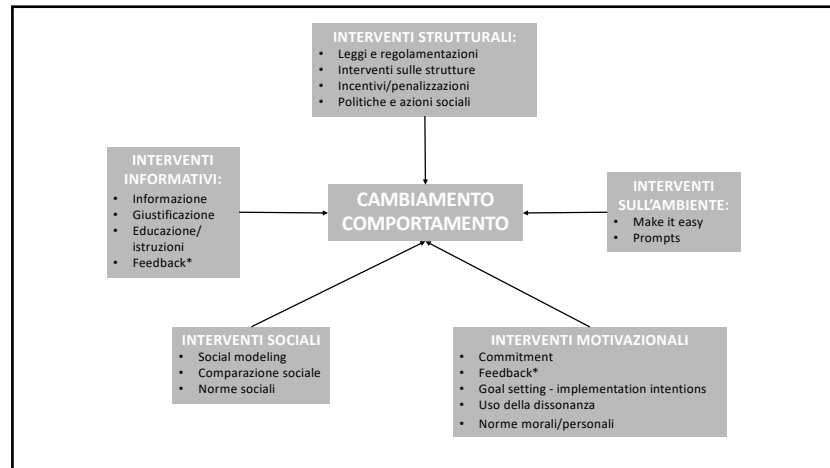 INTERVENTI STRUTTURALI:
• Leggi e regolamentazioni
• Interventi sulle strutture
• Incentivi/penalizzazioni
• Politiche e azioni sociali
INTERVENTI
INFORMATIVI:
• Informazione
• Giustificazione
• Educazione/
istruzioni
• Feedback*
CAMBIAMENTO
COMPORTAMENTO
INTERVENTI
SULL'AMBIENTE:
• Make it easy
• Prompts
INTERVENTI SOCIALI
• Social modeling
• Comparazione sociale
• Norme sociali
INTERVENTI MOTIVAZIONALI
• Commitment
• Feedback*
• Goal setting - implementation intentions
• Uso della dissonanza
• Norme morali/personali